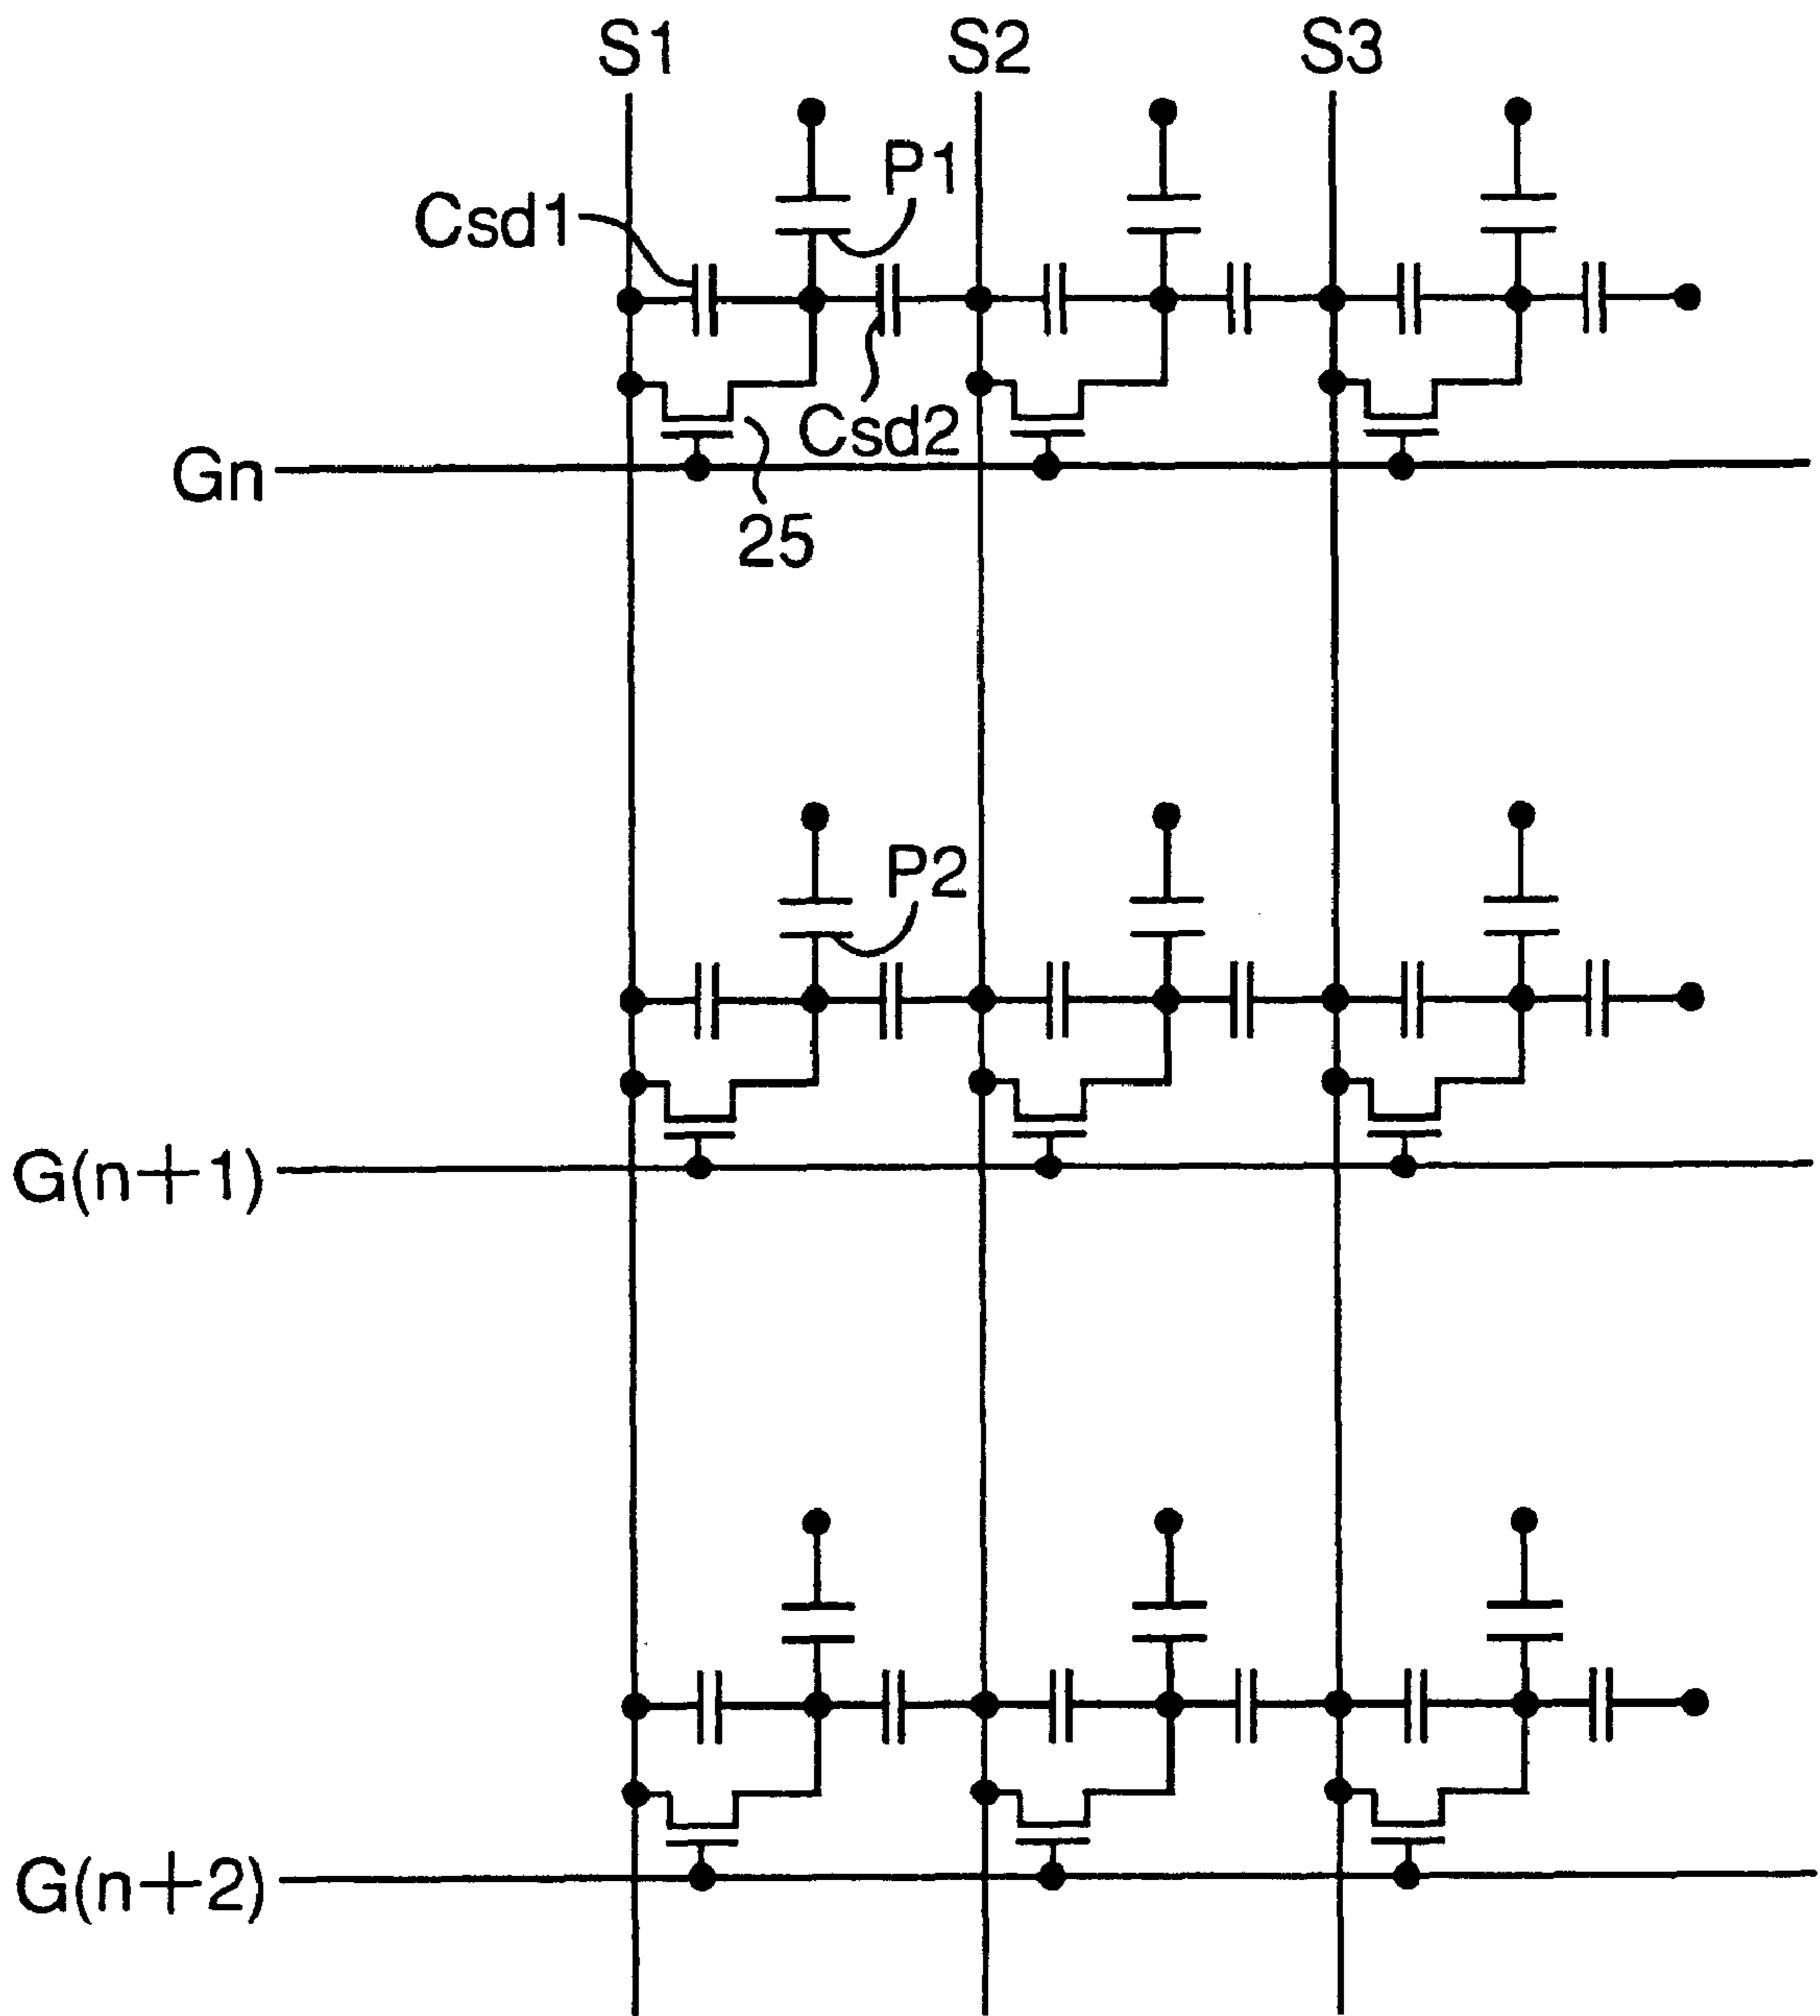 S1 S2 S3
P1
Csd1
Csd2
Gn
25
P2
G(n+1)
G(n+2)